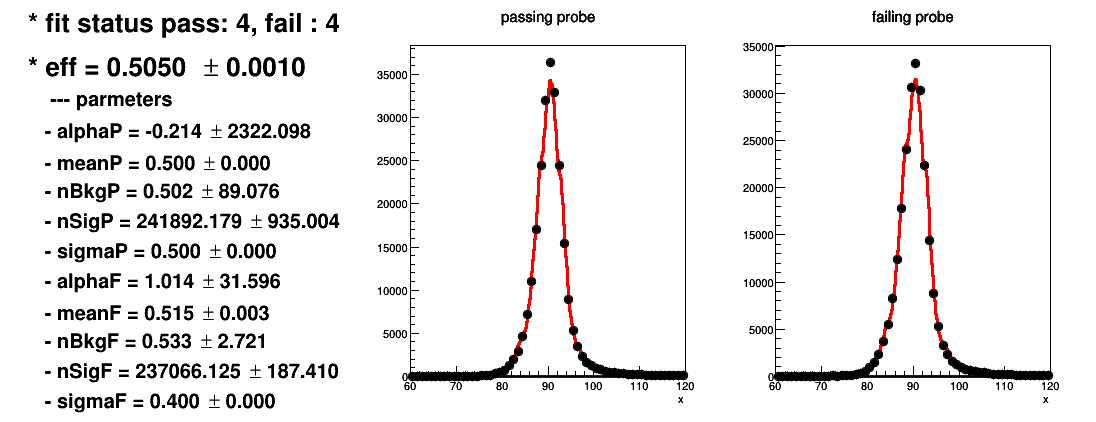 * fit status pass: 4, fail : 4
* eff = 0.5050 ± 0.0010
--- parmeters
- alphaP = -0.214 ± 2322.098
- meanP = 0.500 ± 0.000
- nBkgP = 0.502 ± 89.076
- nSigP = 241892.179 ± 935.004
- sigmaP = 0.500 ± 0.000
- alphaF = 1.014 ± 31.596
- meanF = 0.515 ± 0.003
- nBkgF = 0.533 ± 2.721
- nSigF = 237066.125 ± 187.410
- sigmaF = 0.400 ± 0.000
passing probe
35000
30000
25000
20000
15000
10000
5000
0
60 70 80 90 100 110 120
x
failing probe
35000
30000
25000
20000
15000
10000
5000
0
60 70 80 90 100 110 120
x